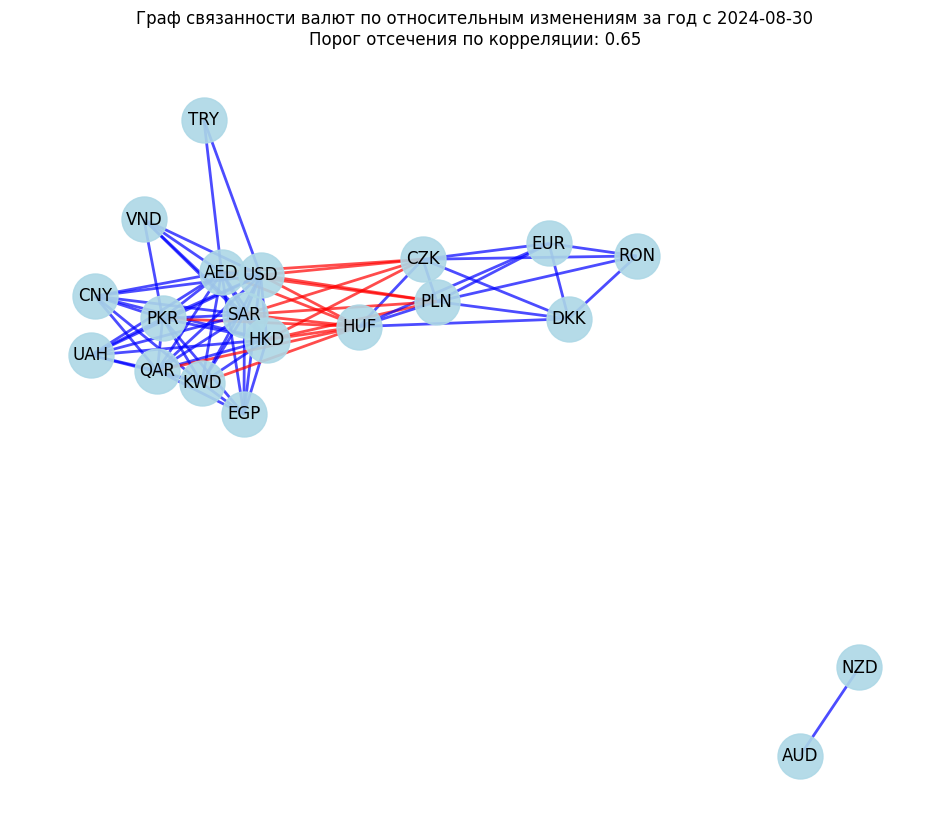 Граф связанности валют по относительным изменениям за год с 2024-08-30
Порог отсечения по корреляции: 0.65
TRY
VND
EUR
RON
CZK
AED
USD
CNY
PLN
SAR
PKR
DKK
HUF
HKD
UAH
QAR
KWD
EGP
NZD
AUD